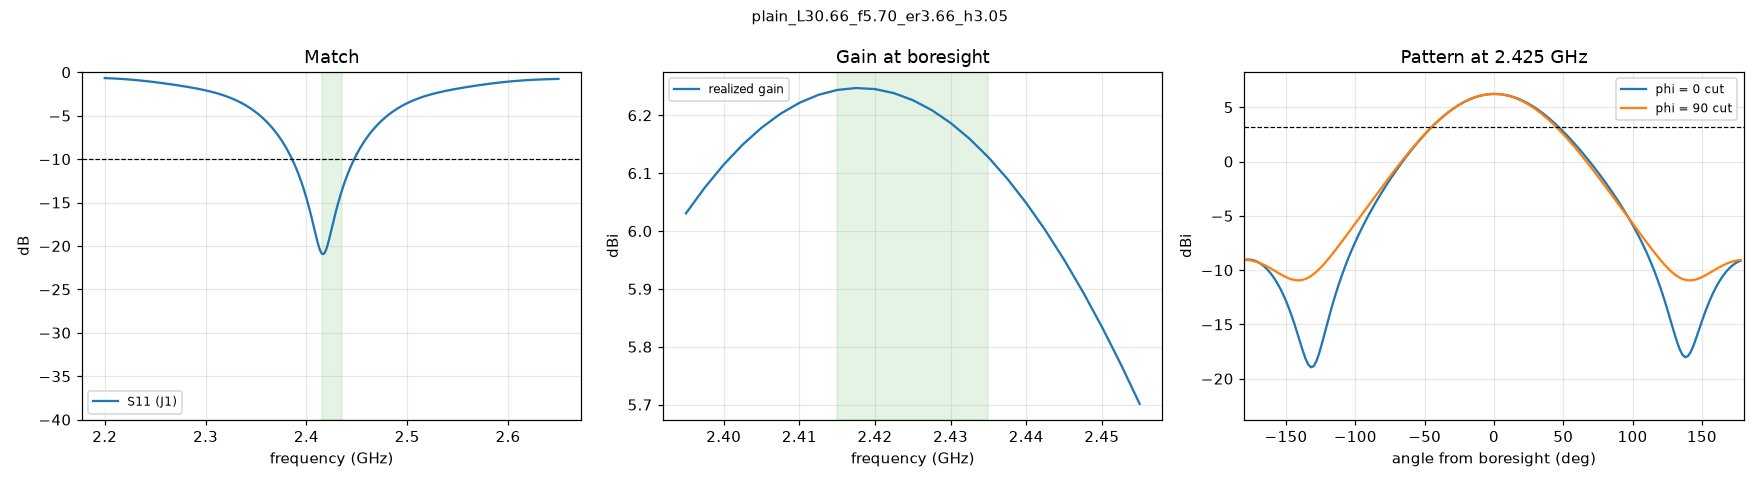 plain_L30.66_f5.70_er3.66_h3.05
Match
0
−5
−10
−15
−20
−25
−30
−35
−40
dB
S11 (J1)
2.2 2.3 2.4 2.5 2.6
frequency (GHz)
Gain at boresight
realized gain
6.2
6.1
6.0
5.9
5.8
5.7
dBi
2.40 2.41 2.42 2.43 2.44 2.45
frequency (GHz)
Pattern at 2.425 GHz
phi = 0 cut
phi = 90 cut
5
0
−5
−10
−15
−20
dBi
−150 −100 −50 0 50 100 150
angle from boresight (deg)